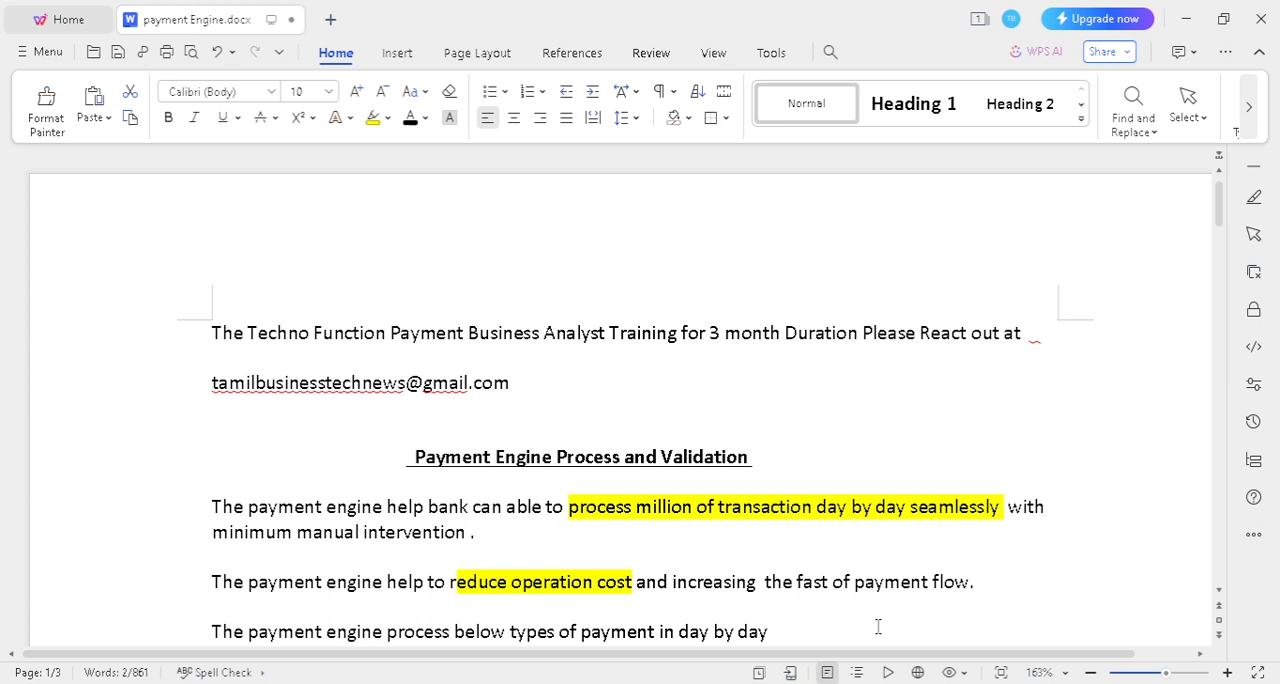 Home
payment Engine.docx
1
TB
Upgrade now
Menu
Home
Insert
Page Layout
References
Review
View
Tools
WPS AI
Share
Format
Painter
Paste
Calibri (Body)
10
Normal
Heading 1
Heading 2
Find and
Replace
Select
The Techno Function Payment Business Analyst Training for 3 month Duration Please React out at
tamilbusinesstechnews@gmail.com
Payment Engine Process and Validation
The payment engine help bank can able to process million of transaction day by day seamlessly with
minimum manual intervention .
The payment engine help to reduce operation cost and increasing the fast of payment flow.
The payment engine process below types of payment in day by day
Page: 1/3
Words: 2/861
Spell Check
163%